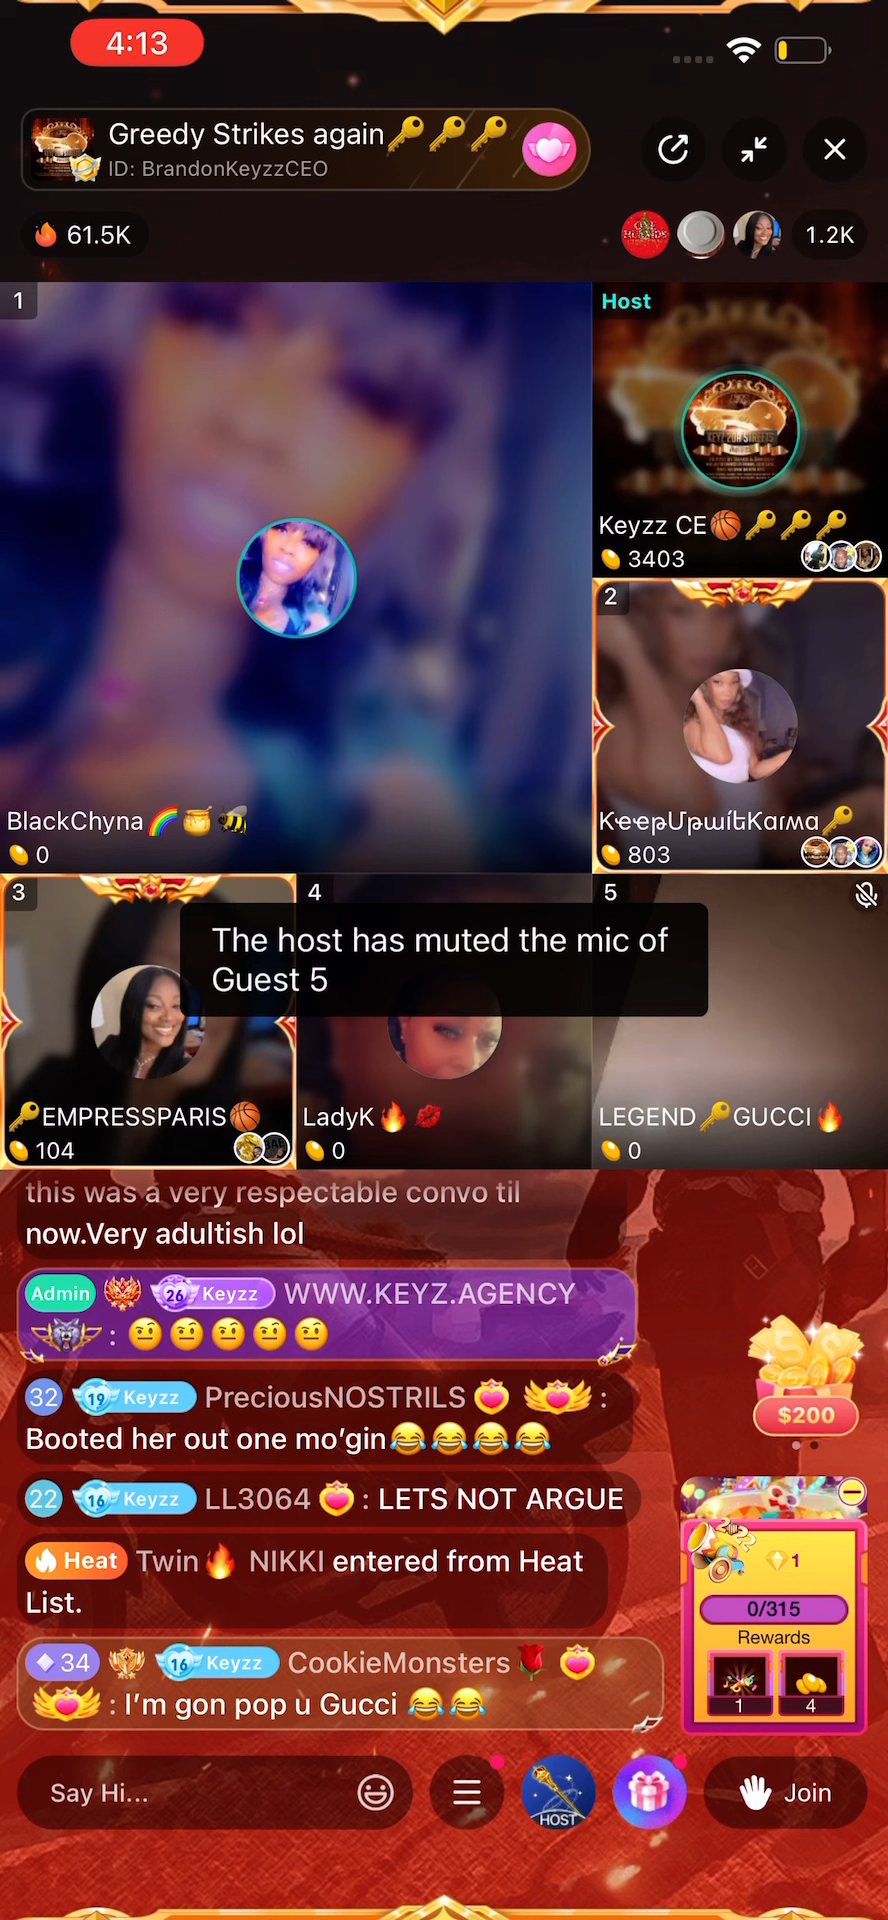 4:13
Greedy Strikes again🔑🔑🔑
ID: BrandonKeyzzCEO
61.5K
1.2K
1
Host
Keyzz CE🏀🔑🔑🔑
3403
2
BlackChyna🌈🍯🐝
0
803
3
4
5
The host has muted the mic of
Guest 5
🔑EMPRESSPARIS🏀
104
LadyK🔥💋
0
LEGEND🔑GUCCI🔥
0
this was a very respectable convo til
now.Very adultish lol
Admin 26 Keyzz WWW.KEYZ.AGENCY
: 🤨🤨🤨🤨🤨
32 19 Keyzz PreciousNOSTRILS :
Booted her out one mo’gin😂😂😂😂
22 16 Keyzz LL3064 : LETS NOT ARGUE
Heat Twin🔥 NIKKI entered from Heat
List.
34 16 Keyzz CookieMonsters🌹
: I’m gon pop u Gucci 😂😂
$200
2022
1
0/315
Rewards
1
4
Say Hi...
HOST
Join